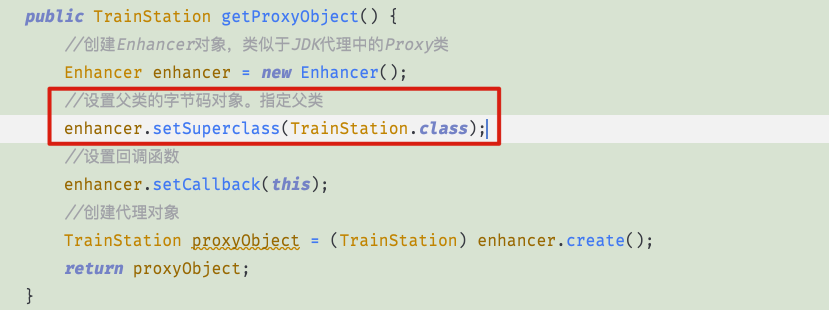 public TrainStation getProxyObject() {
//创建Enhancer对象，类似于JDK代理中的Proxy类
Enhancer enhancer = new Enhancer();
//设置父类的字节码对象。指定父类
enhancer.setSuperclass(TrainStation.class);
//设置回调函数
enhancer.setCallback(this);
//创建代理对象
TrainStation proxyObject = (TrainStation) enhancer.create();
return proxyObject;
}